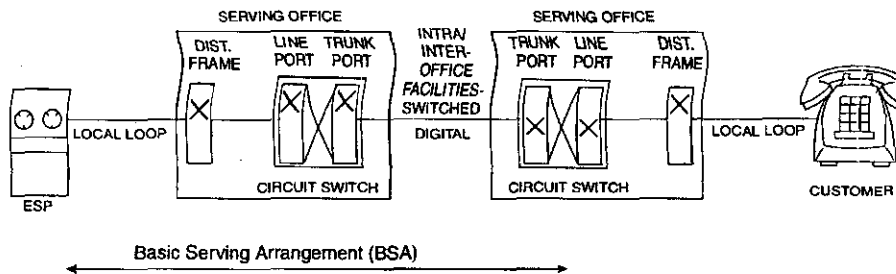 SERVING OFFICE
SERVING OFFICE
DIST.
FRAME
LINE
PORT
TRUNK
PORT
INTRA/
INTER-
OFFICE
FACILITIES-
SWITCHED
DIGITAL
TRUNK
PORT
LINE
PORT
DIST.
FRAME
LOCAL LOOP
LOCAL LOOP
ESP
CIRCUIT SWITCH
CIRCUIT SWITCH
CUSTOMER
Basic Serving Arrangement (BSA)